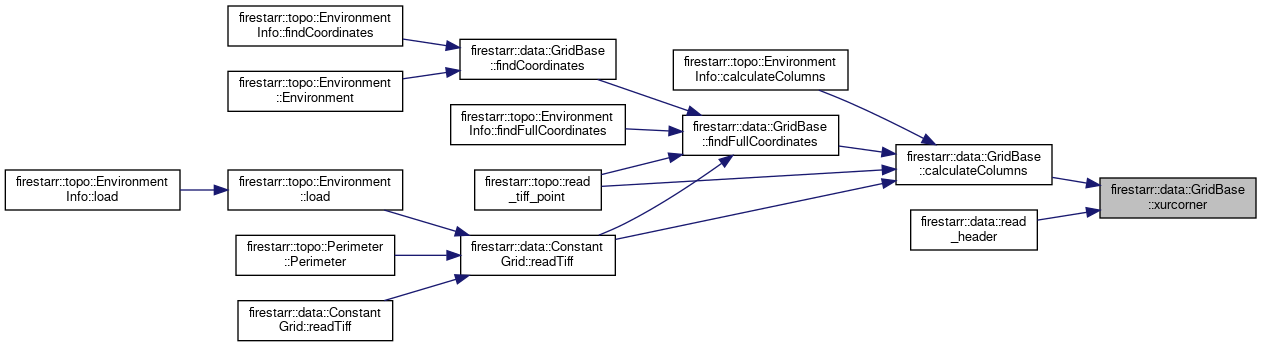 firestarr::topo::Environment
Info::findCoordinates
firestarr::topo::Environment
::Environment
firestarr::data::GridBase
::findCoordinates
firestarr::topo::Environment
Info::findFullCoordinates
firestarr::topo::Environment
Info::calculateColumns
firestarr::data::GridBase
::findFullCoordinates
firestarr::topo::Environment
Info::load
firestarr::topo::Environment
::load
firestarr::topo::read
_tiff_point
firestarr::data::GridBase
::calculateColumns
firestarr::data::GridBase
::xurcorner
firestarr::data::read
_header
firestarr::topo::Perimeter
::Perimeter
firestarr::data::Constant
Grid::readTiff
firestarr::data::Constant
Grid::readTiff